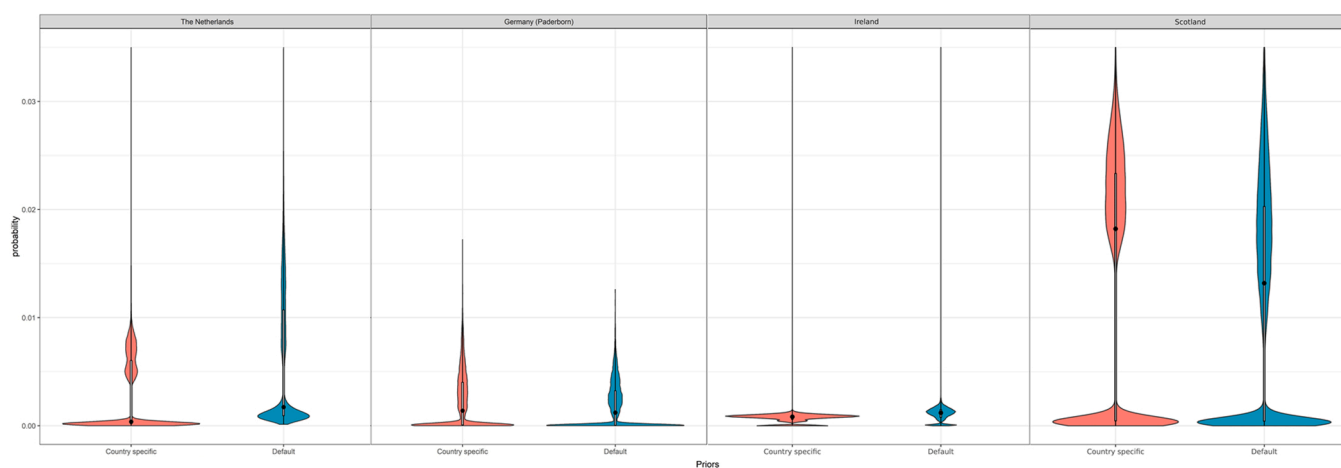 The Netherlands
Germany (Paderborn)
Ireland
Scotland
probability
0.03
0.02
0.01
0.00
Country specific
Default
Country specific
Default
Country specific
Default
Country specific
Default
Priors